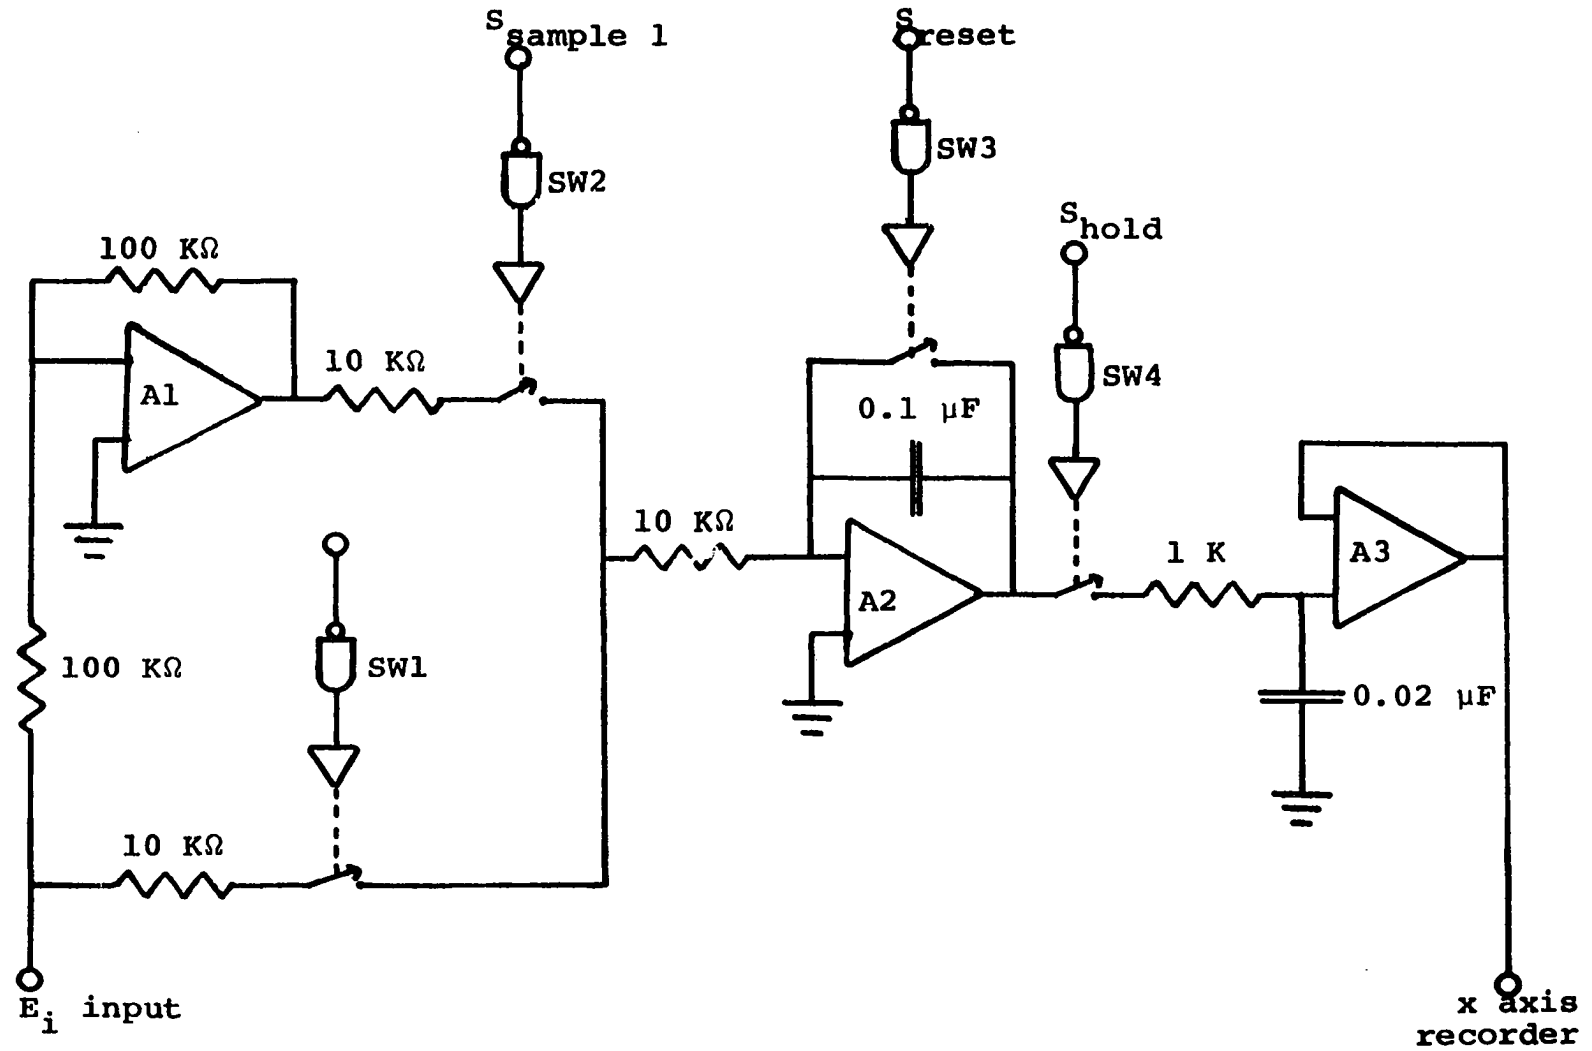 S sample 1
S reset
SW3
SW2
S hold
100 KΩ
10 KΩ
SW4
A1
0.1 µF
10 KΩ
1 K
A3
A2
SW1
100 KΩ
0.02 µF
10 KΩ
E i input
x axis
recorder